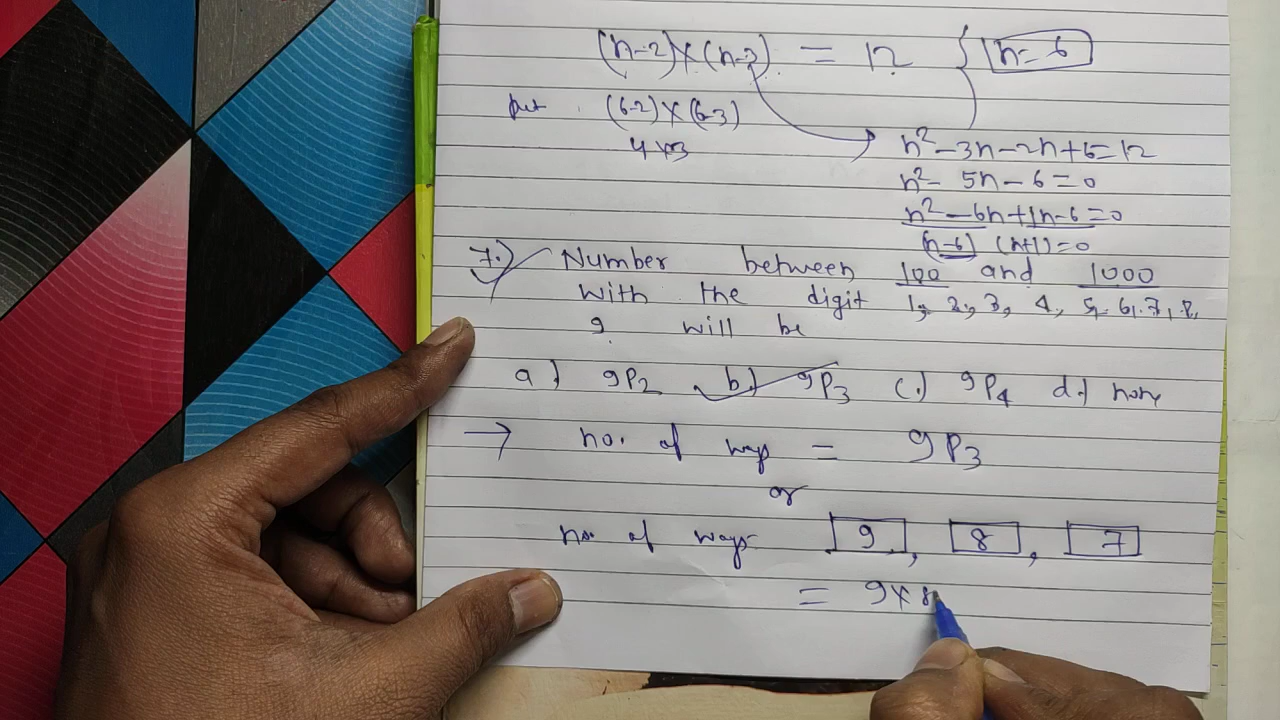 (n-2)×(n-3) = 12 { n=6
put (6-2)×(6-3)
4×3
n²-3n-2n+6=12
n²- 5n-6=0
n²-6n+1n-6=0
(n-6) (n+1)=0
7.) Number between 100 and 1000
with the digit 1, 2, 3, 4, 5, 6, 7, 8,
9 will be
a.) 9P2 b.) 9P3 c.) 9P4 d.) none
→ no. of ways = 9P3
or
no. of ways = 9, 8, 7
= 9×8